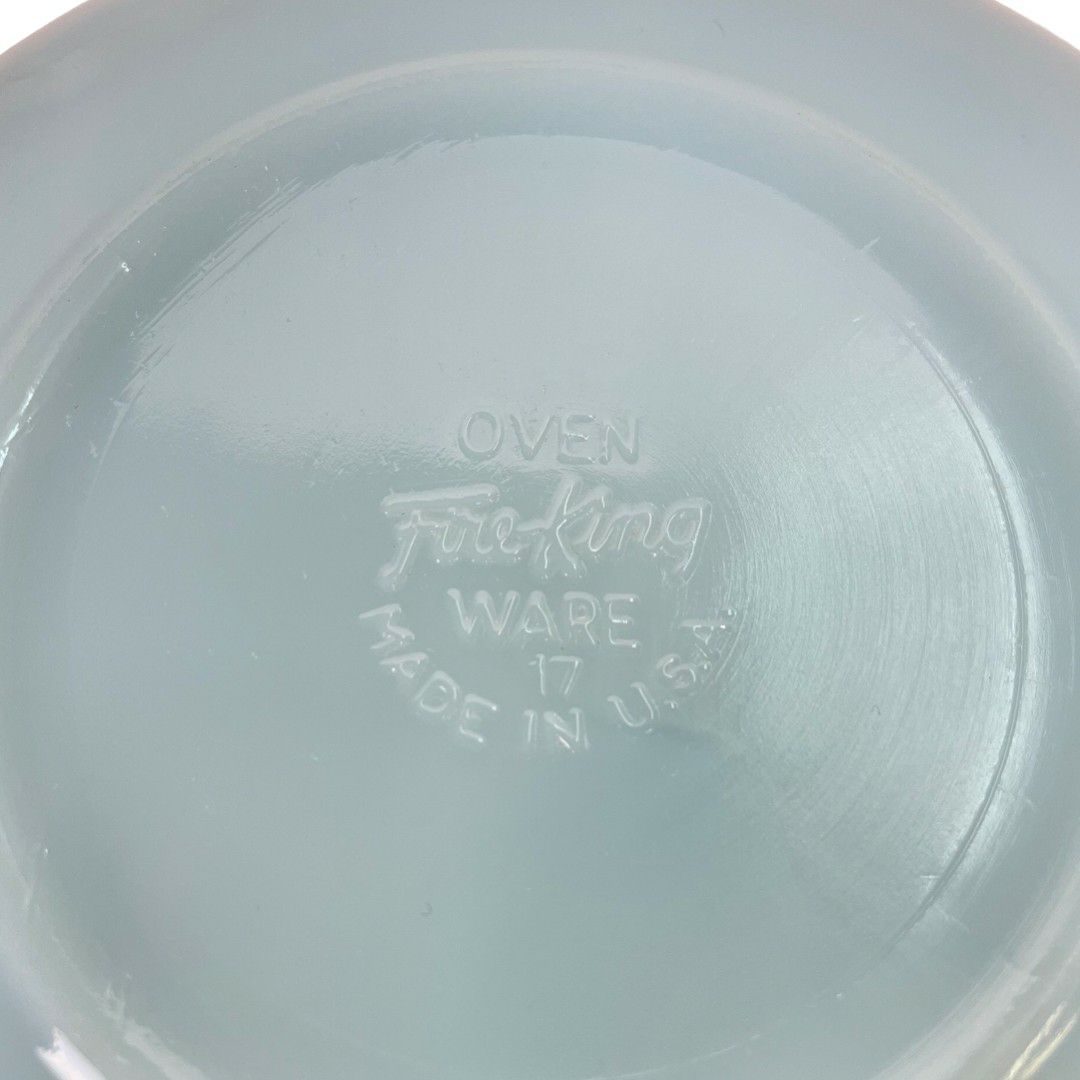 OVEN
Fire-King
WARE
17
MADE IN U.S.A.